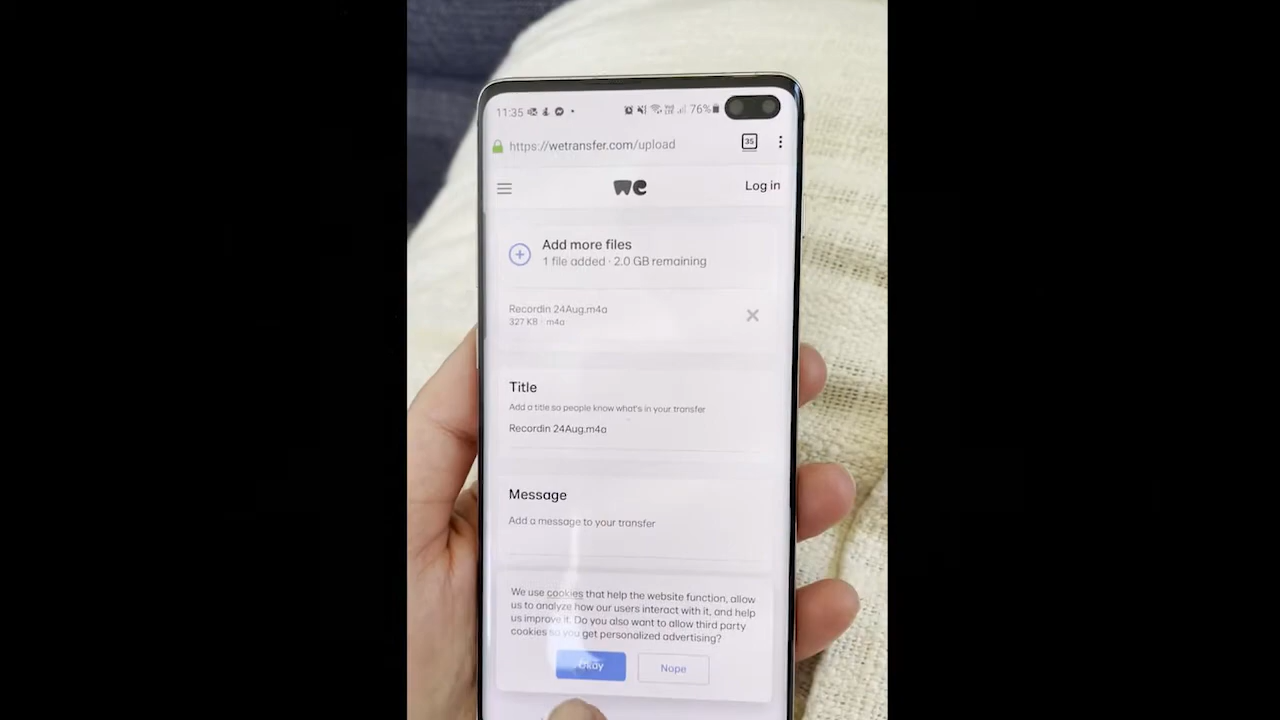 11:35
76%
https://wetransfer.com/upload
35
we
Log in
Add more files
1 file added · 2.0 GB remaining
Recordin 24Aug.m4a
327 KB · m4a
Title
Add a title so people know what's in your transfer
Recordin 24Aug.m4a
Message
Add a message to your transfer
We use cookies that help the website function, allow
us to analyze how our users interact with it, and help
us improve it. Do you also want to allow third party
cookies so you get personalized advertising?
Okay
Nope